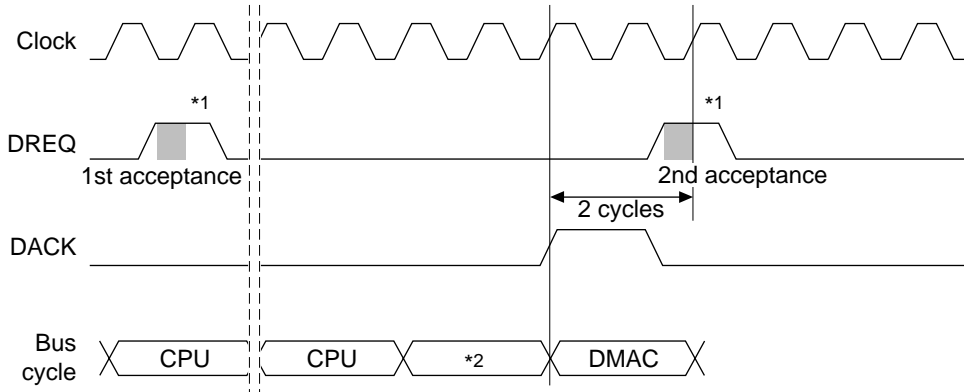 Clock
*1
*1
DREQ
1st acceptance
2nd acceptance
2 cycles
DACK
Bus
cycle
CPU
CPU
*2
DMAC